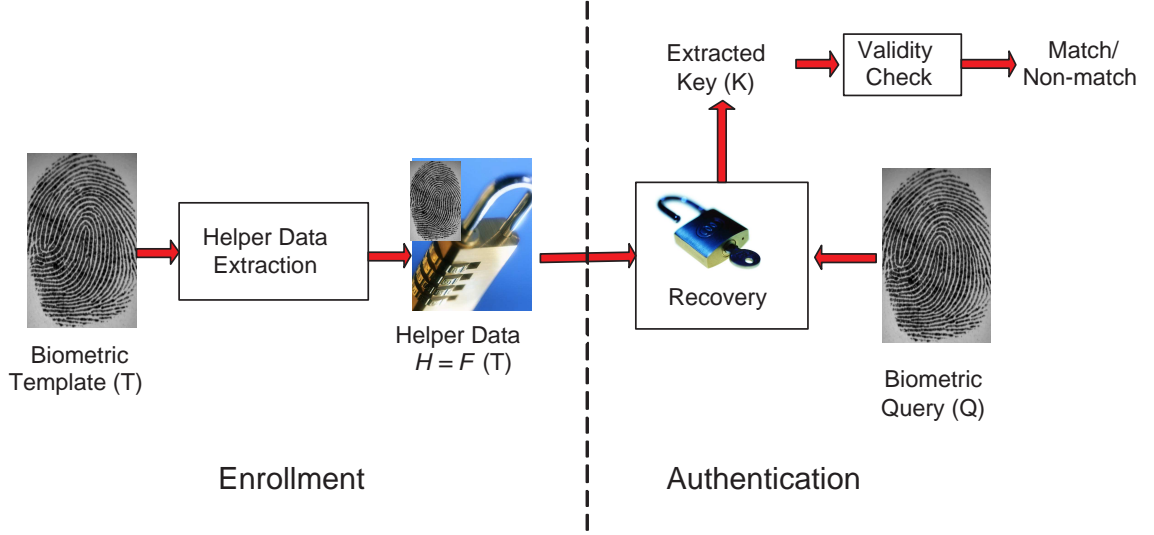 Biometric
Template (T)
Helper Data
Extraction
Helper Data
H = F (T)
Enrollment
Extracted
Key (K)
Validity
Check
Match/
Non-match
Recovery
Biometric
Query (Q)
Authentication